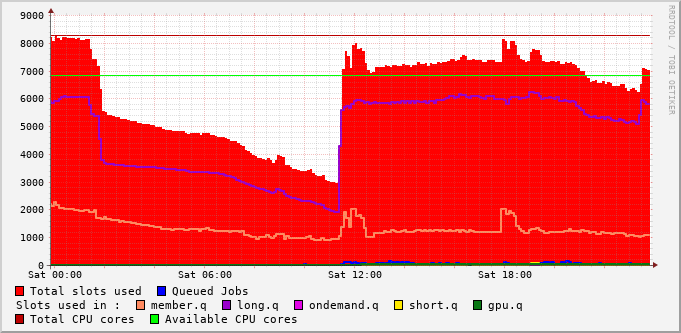 RRDTOOL / TOBI OETIKER
9000
8000
7000
6000
5000
4000
3000
2000
1000
0
Sat 00:00 Sat 06:00 Sat 12:00 Sat 18:00
Total slots used Queued Jobs
Slots used in : member.q long.q ondemand.q short.q gpu.q
Total CPU cores Available CPU cores